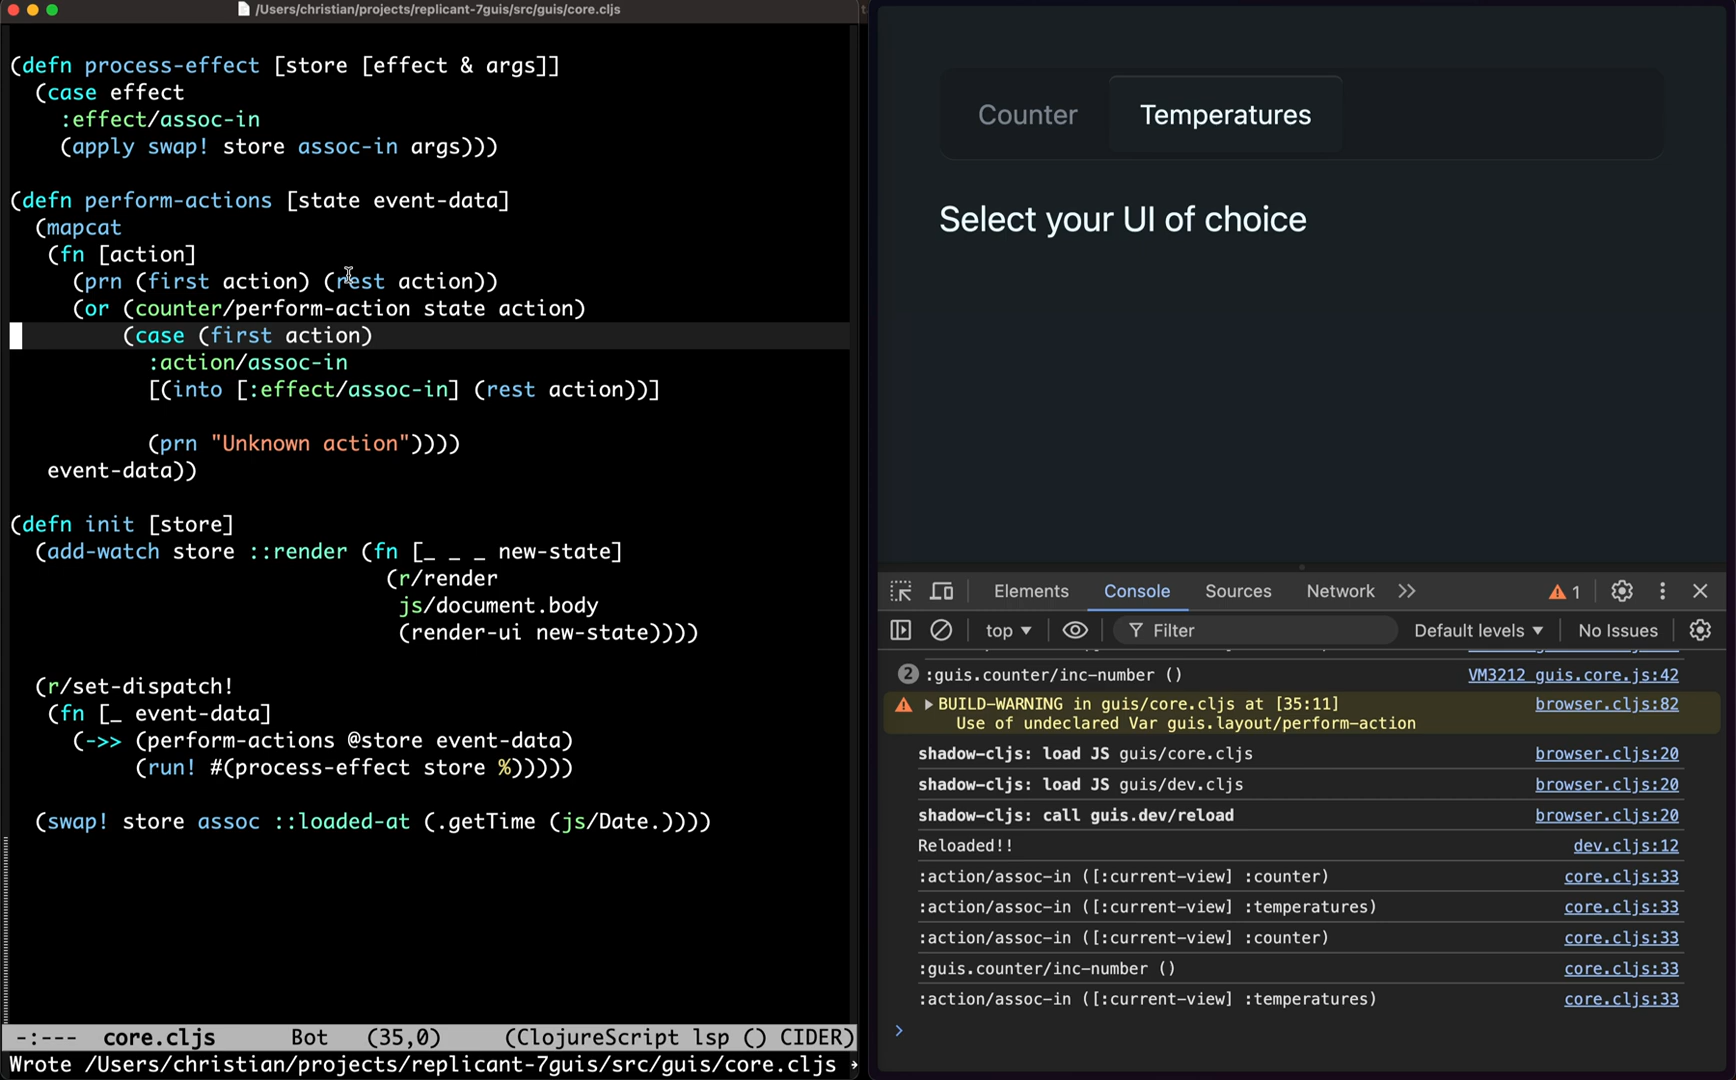 /Users/christian/projects/replicant-7guis/src/guis/core.cljs
(defn process-effect [store [effect & args]]
(case effect
:effect/assoc-in
(apply swap! store assoc-in args)))
(defn perform-actions [state event-data]
(mapcat
(fn [action]
(prn (first action) (rest action))
(or (counter/perform-action state action)
(case (first action)
:action/assoc-in
[(into [:effect/assoc-in] (rest action))]
(prn "Unknown action"))))
event-data))
(defn init [store]
(add-watch store ::render (fn [_ _ _ new-state]
(r/render
js/document.body
(render-ui new-state))))
(r/set-dispatch!
(fn [_ event-data]
(->> (perform-actions @store event-data)
(run! #(process-effect store %)))))
(swap! store assoc ::loaded-at (.getTime (js/Date.))))
-:--- core.cljs Bot (35,0) (ClojureScript lsp () CIDER)
Wrote /Users/christian/projects/replicant-7guis/src/guis/core.cljs
Counter Temperatures
Select your UI of choice
Elements Console Sources Network 1
top Filter Default levels No Issues
2 :guis.counter/inc-number () VM3212 guis.core.js:42
BUILD-WARNING in guis/core.cljs at [35:11] browser.cljs:82
Use of undeclared Var guis.layout/perform-action
shadow-cljs: load JS guis/core.cljs browser.cljs:20
shadow-cljs: load JS guis/dev.cljs browser.cljs:20
shadow-cljs: call guis.dev/reload browser.cljs:20
Reloaded!! dev.cljs:12
:action/assoc-in ([:current-view] :counter) core.cljs:33
:action/assoc-in ([:current-view] :temperatures) core.cljs:33
:action/assoc-in ([:current-view] :counter) core.cljs:33
:guis.counter/inc-number () core.cljs:33
:action/assoc-in ([:current-view] :temperatures) core.cljs:33